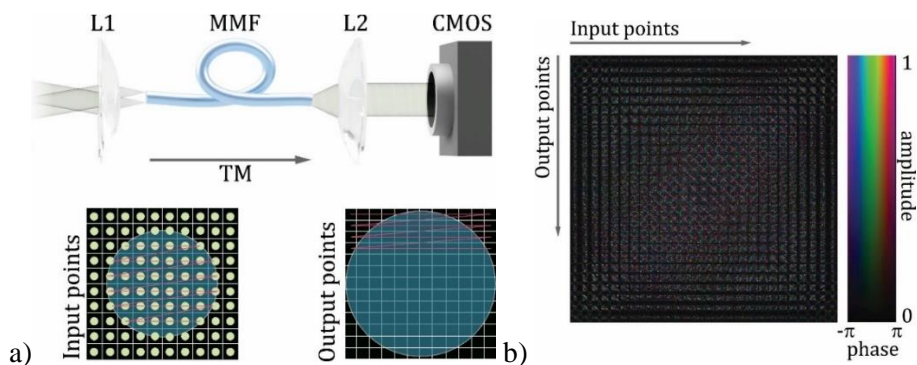 L1 MMF L2 CMOS
TM
Input points
Output points
a)
Input points
Output points
1
amplitude
0
-π π
phase
b)